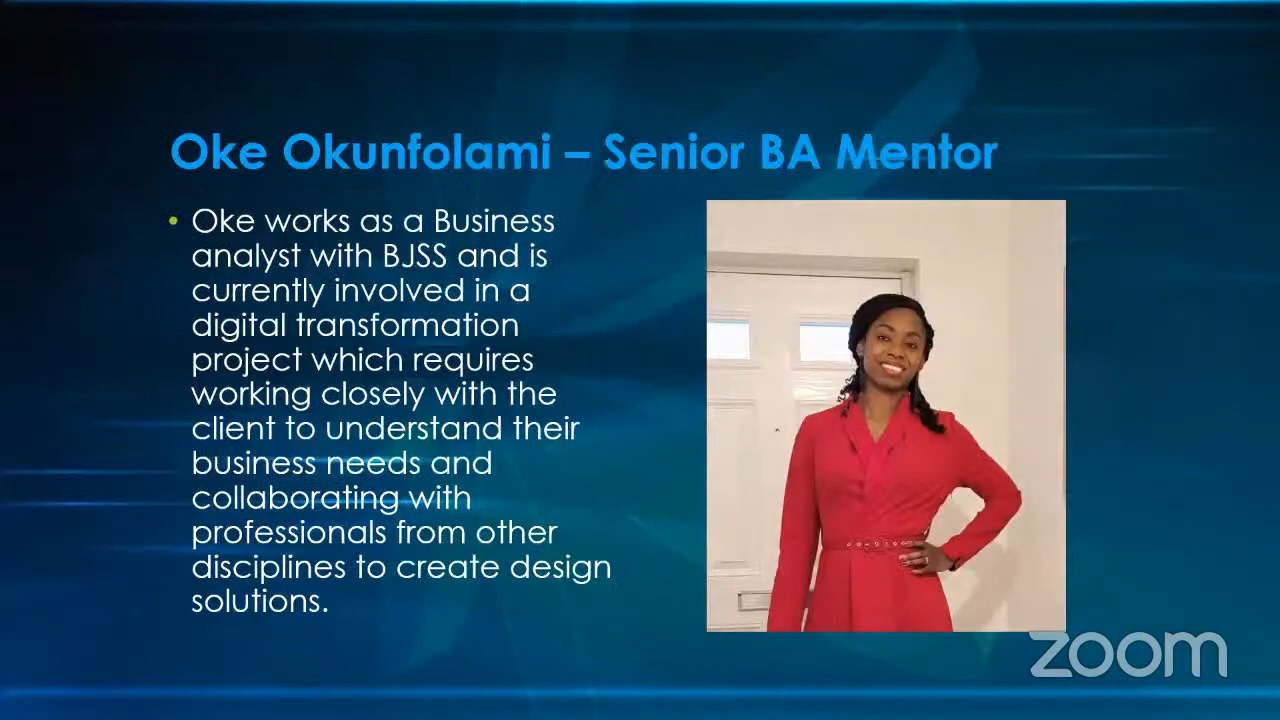 Oke Okunfolami – Senior BA Mentor
• Oke works as a Business
analyst with BJSS and is
currently involved in a
digital transformation
project which requires
working closely with the
client to understand their
business needs and
collaborating with
professionals from other
disciplines to create design
solutions.
zoom